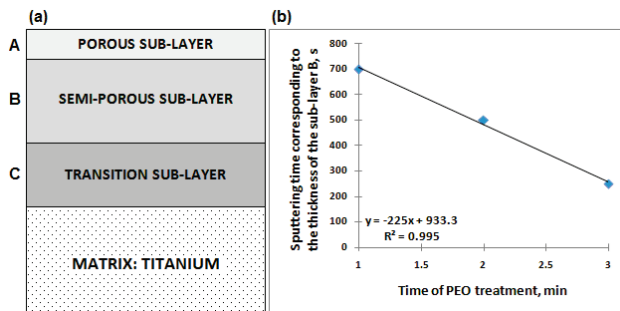 (a)
A
POROUS SUB-LAYER
B
SEMI-POROUS SUB-LAYER
C
TRANSITION SUB-LAYER
MATRIX: TITANIUM
(b)
Sputtering time corresponding to
the thickness of the sub-layer B, s
800
700
600
500
400
300
200
100
0
y = -225x + 933.3
R² = 0.995
1
1.5
2
2.5
3
Time of PEO treatment, min